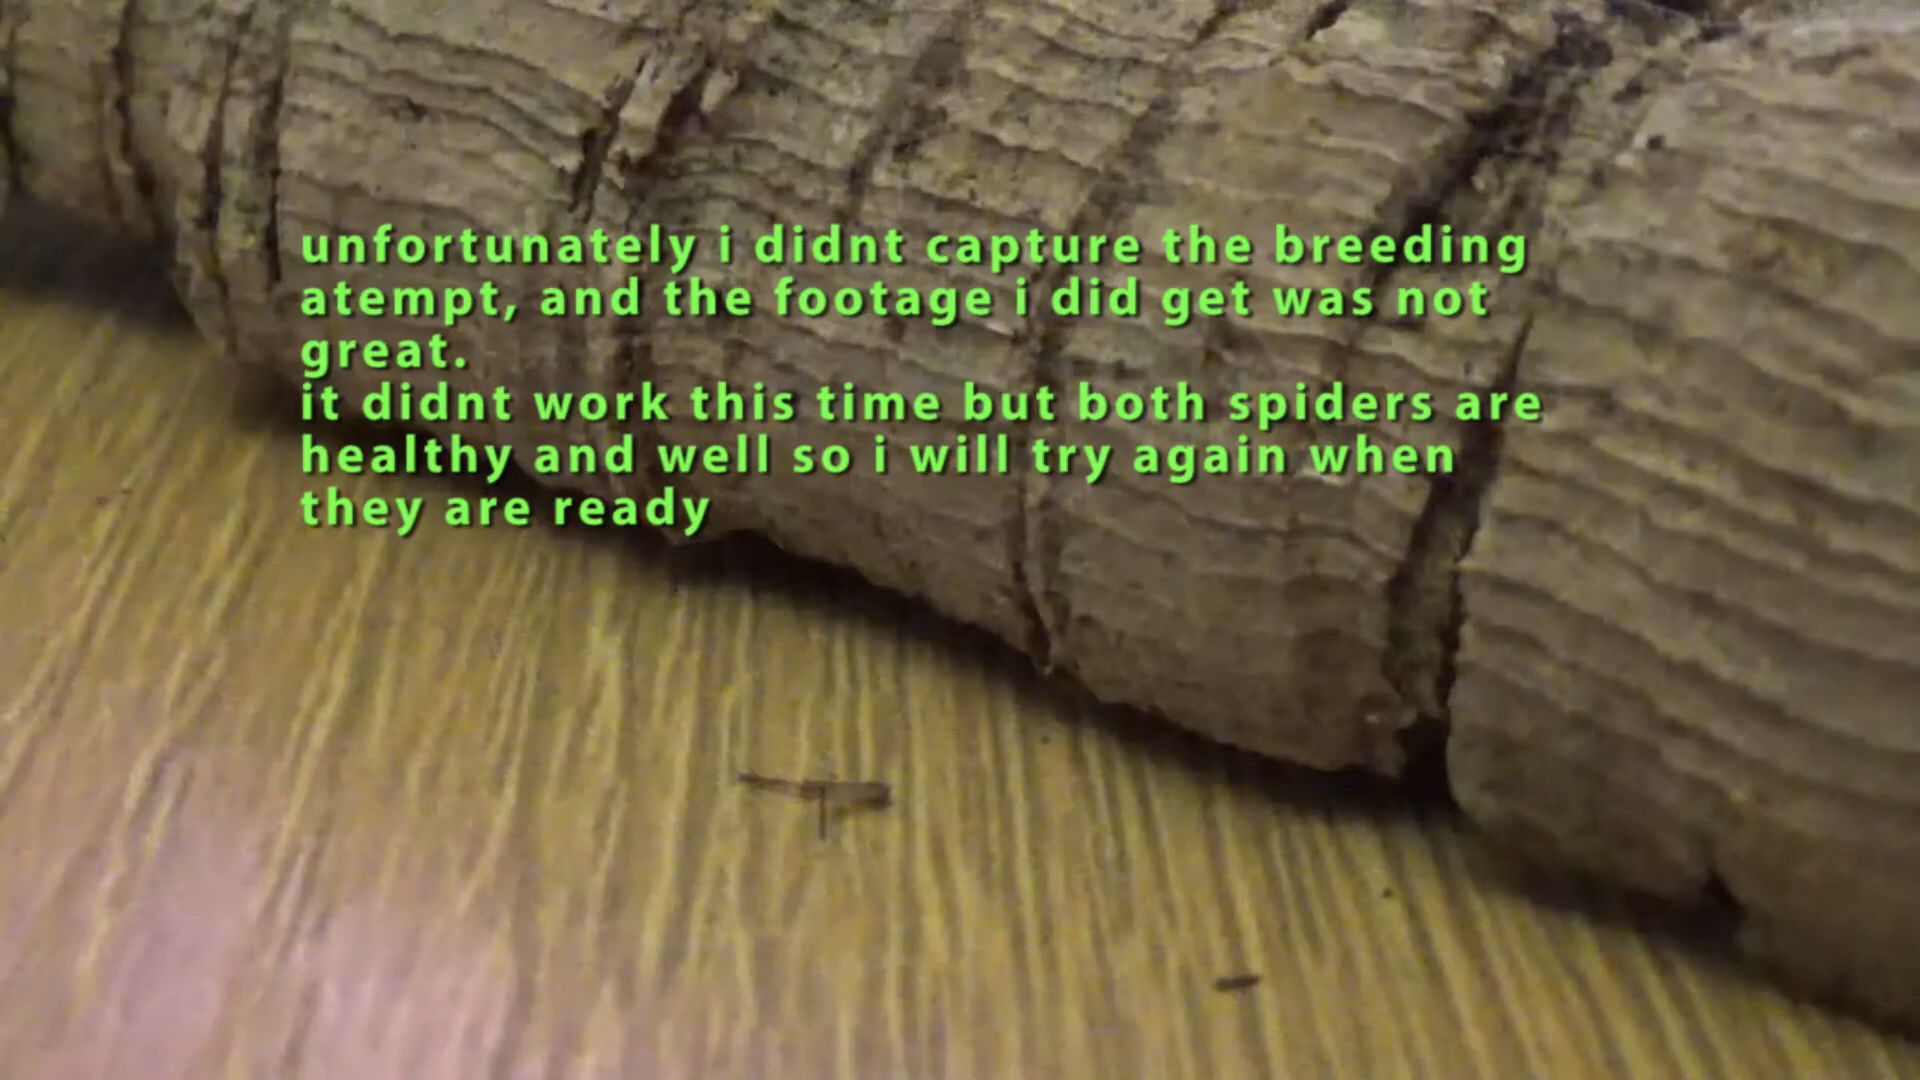 unfortunately i didnt capture the breeding
atempt, and the footage i did get was not
great.
it didnt work this time but both spiders are
healthy and well so i will try again when
they are ready